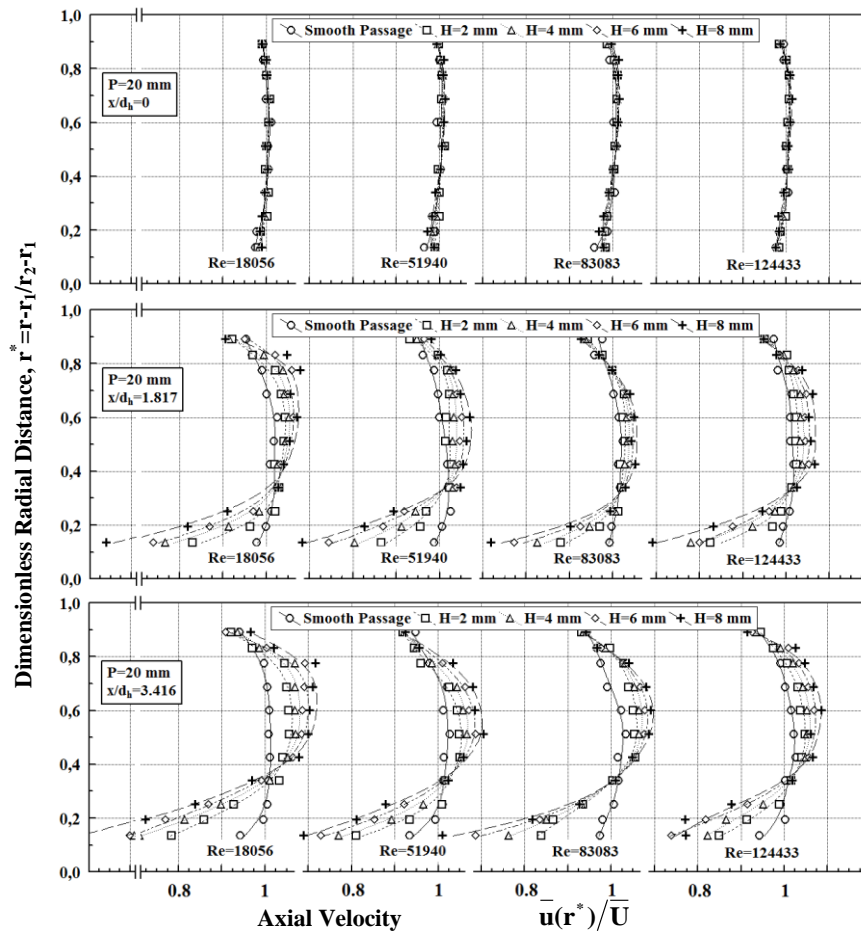 Smooth Passage H=2 mm H=4 mm H=6 mm H=8 mm
1,0
0,8
0,6
0,4
0,2
0,0
P=20 mm
x/dh=0
Re=18056
Re=51940
Re=83083
Re=124433
Smooth Passage H=2 mm H=4 mm H=6 mm H=8 mm
1,0
0,8
0,6
0,4
0,2
0,0
P=20 mm
x/dh=1.817
Re=18056
Re=51940
Re=83083
Re=124433
Smooth Passage H=2 mm H=4 mm H=6 mm H=8 mm
1,0
0,8
0,6
0,4
0,2
0,0
P=20 mm
x/dh=3.416
Re=18056
Re=51940
Re=83083
Re=124433
0.8 1 0.8 1 0.8 1 0.8 1
Dimensionless Radial Distance, r*=r-r1/r2-r1
Axial Velocity u̅(r*)/U̅